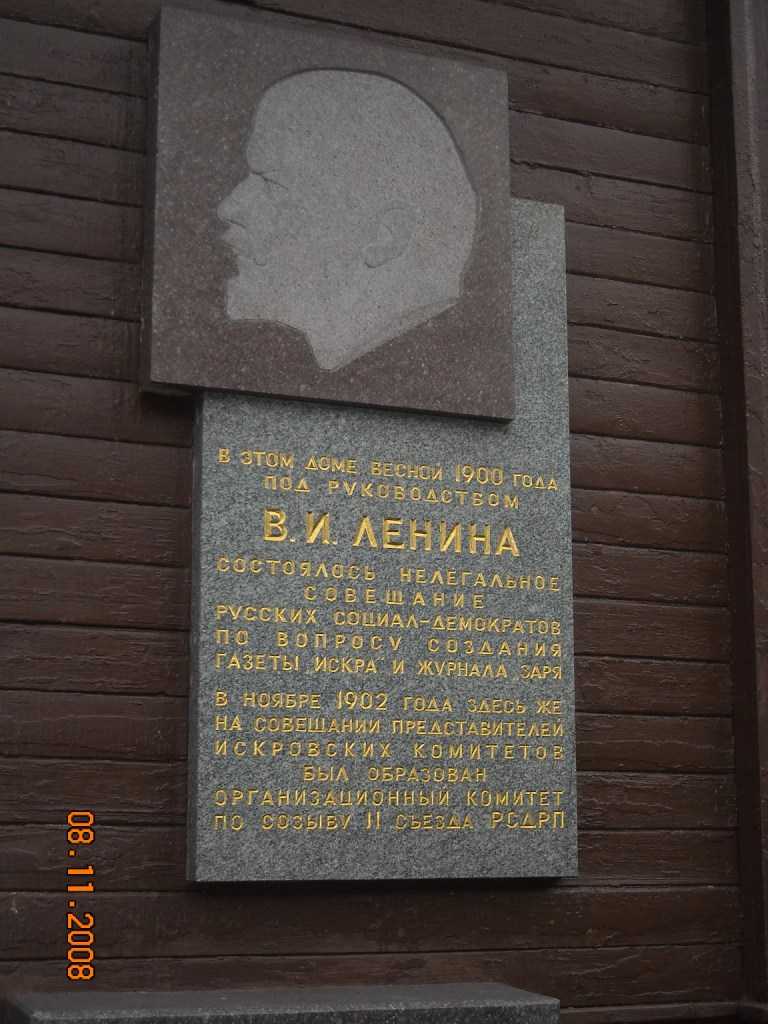 В ЭТОМ ДОМЕ ВЕСНОЙ 1900 ГОДА
ПОД РУКОВОДСТВОМ
В.И. ЛЕНИНА
СОСТОЯЛОСЬ НЕЛЕГАЛЬНОЕ
СОВЕЩАНИЕ
РУССКИХ СОЦИАЛ-ДЕМОКРАТОВ
ПО ВОПРОСУ СОЗДАНИЯ
ГАЗЕТЫ „ИСКРА“ И ЖУРНАЛА ЗАРЯ
В НОЯБРЕ 1902 ГОДА ЗДЕСЬ ЖЕ
НА СОВЕЩАНИИ ПРЕДСТАВИТЕЛЕЙ
ИСКРОВСКИХ КОМИТЕТОВ
БЫЛ ОБРАЗОВАН
ОРГАНИЗАЦИОННЫЙ КОМИТЕТ
ПО СОЗЫВУ II СЪЕЗДА РСДРП
08.11.2008